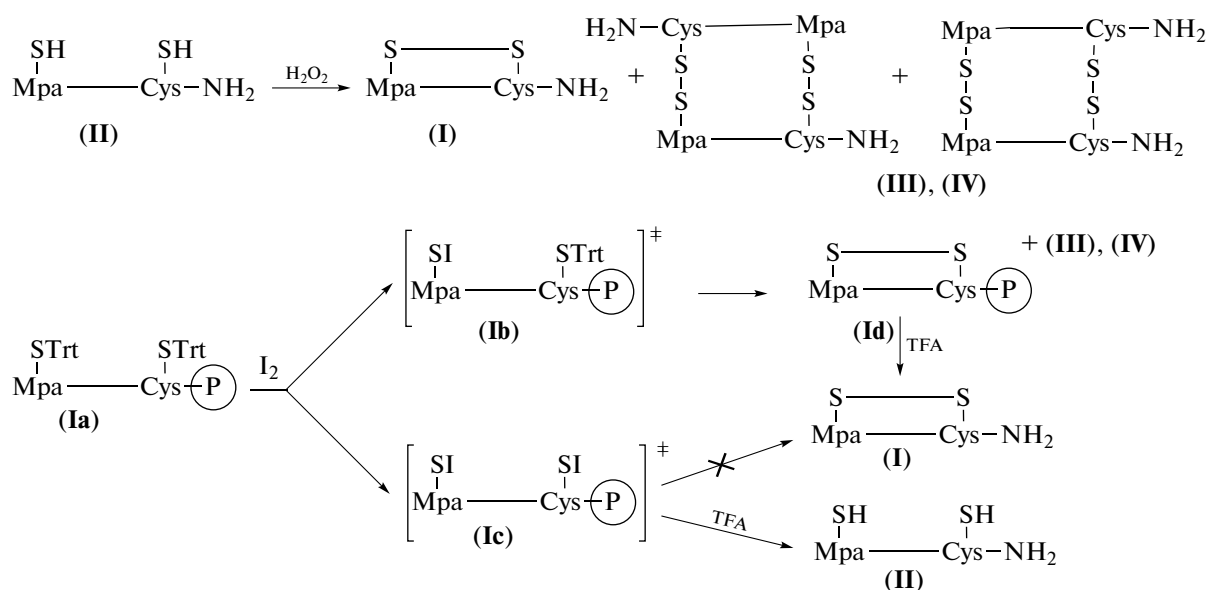 SH SH S S H₂N–Cys Mpa Mpa Cys–NH₂
Mpa Cys–NH₂ H₂O₂ Mpa Cys–NH₂ + S S S S + S S S S
(II) (I) Mpa Cys–NH₂ Mpa Cys–NH₂
(III), (IV)
SI STrt ‡ S S + (III), (IV)
Mpa Cys–P Mpa Cys–P
(Ib) (Id) TFA
STrt STrt I₂ S S
Mpa Cys–P Mpa Cys–NH₂
(Ia) (I)
SI SI ‡
Mpa Cys–P TFA SH SH
(Ic) Mpa Cys–NH₂
(II)